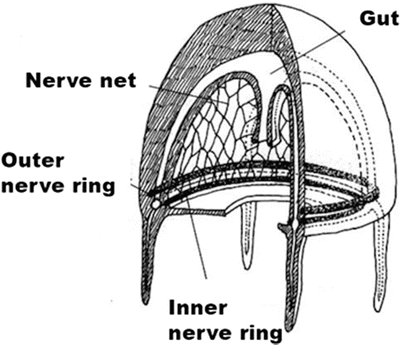 Gut
Nerve net
Outer
nerve ring
Inner
nerve ring